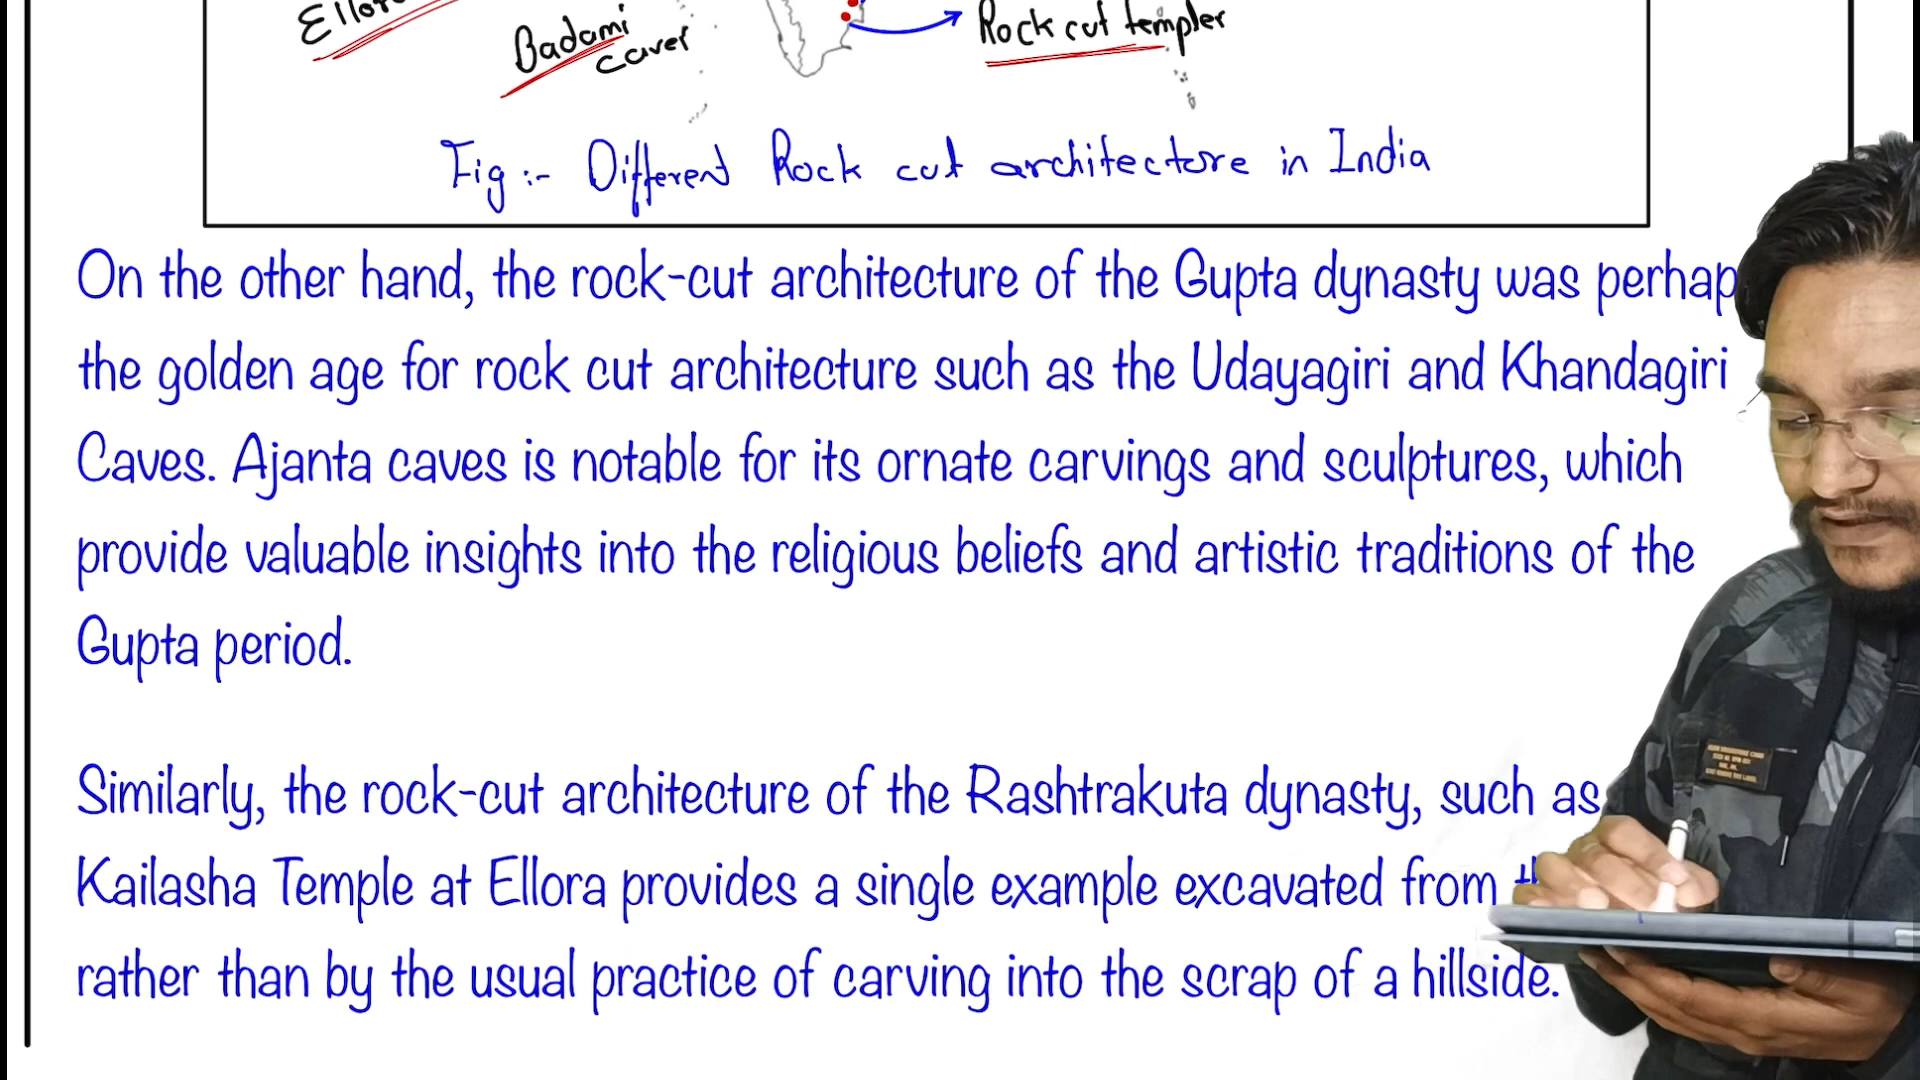 Badami
caver
Rock cut templer
Fig :- Different Rock cut architectore in India
On the other hand, the rock-cut architecture of the Gupta dynasty was perhap
the golden age for rock cut architecture such as the Udayagiri and Khandagiri
Caves. Ajanta caves is notable for its ornate carvings and sculptures, which
provide valuable insights into the religious beliefs and artistic traditions of the
Gupta period.
Similarly, the rock-cut architecture of the Rashtrakuta dynasty, such as
Kailasha Temple at Ellora provides a single example excavated from
rather than by the usual practice of carving into the scrap of a hillside.